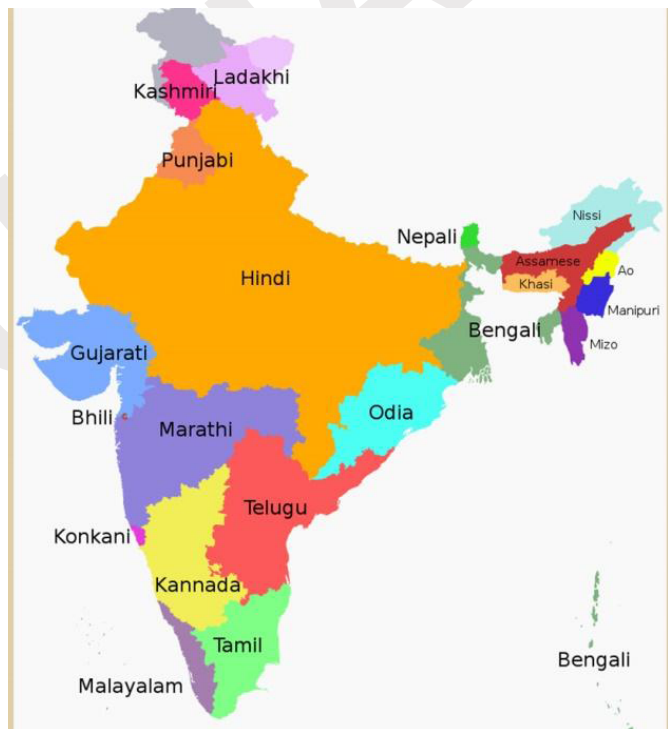 Ladakhi
Kashmiri
Punjabi
Nissi
Nepali
Assamese
Ao
Hindi
Khasi
Manipuri
Bengali
Mizo
Gujarati
Bhili
Odia
Marathi
Telugu
Konkani
Kannada
Tamil
Bengali
Malayalam